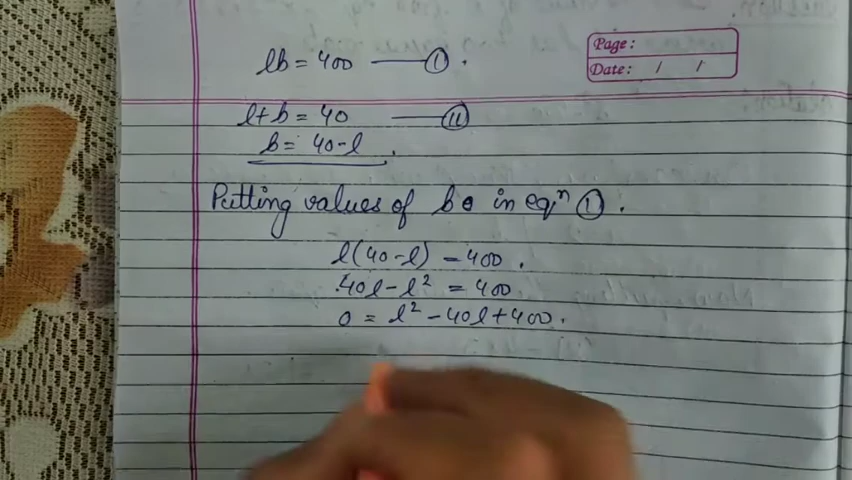 lb = 400 —— (I) .
Page:
Date: / /
l + b = 40 —— (II)
b = 40 - l .
Putting values of b in eqⁿ (I) .
l(40 - l) = 400 .
40l - l² = 400
0 = l² - 40l + 400 .